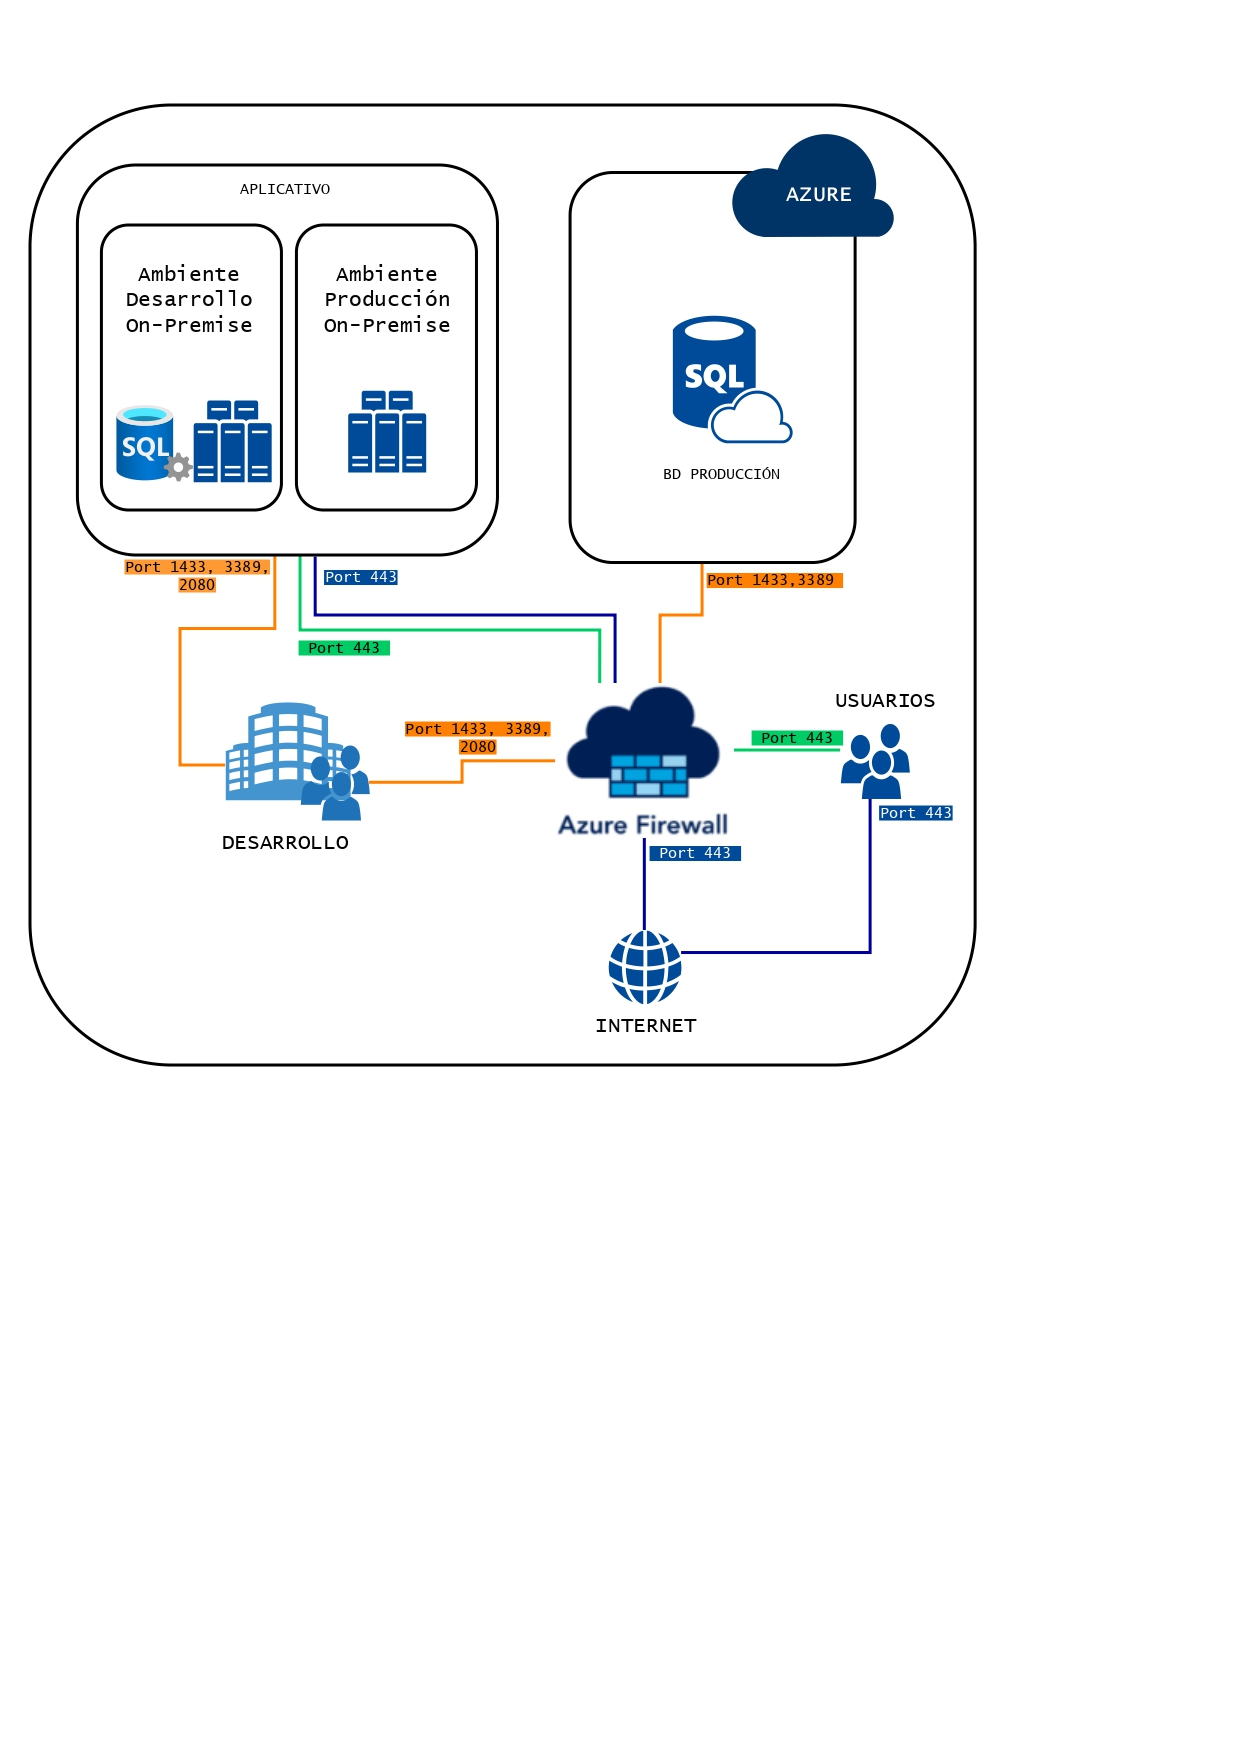 AZURE
APLICATIVO
Ambiente
Desarrollo
On-Premise
Ambiente
Producción
On-Premise
SQL
SQL
BD PRODUCCIÓN
Port 1433, 3389,
2080
Port 443
Port 1433,3389
Port 443
USUARIOS
Port 1433, 3389,
2080
Port 443
Port 443
Azure Firewall
DESARROLLO
Port 443
INTERNET